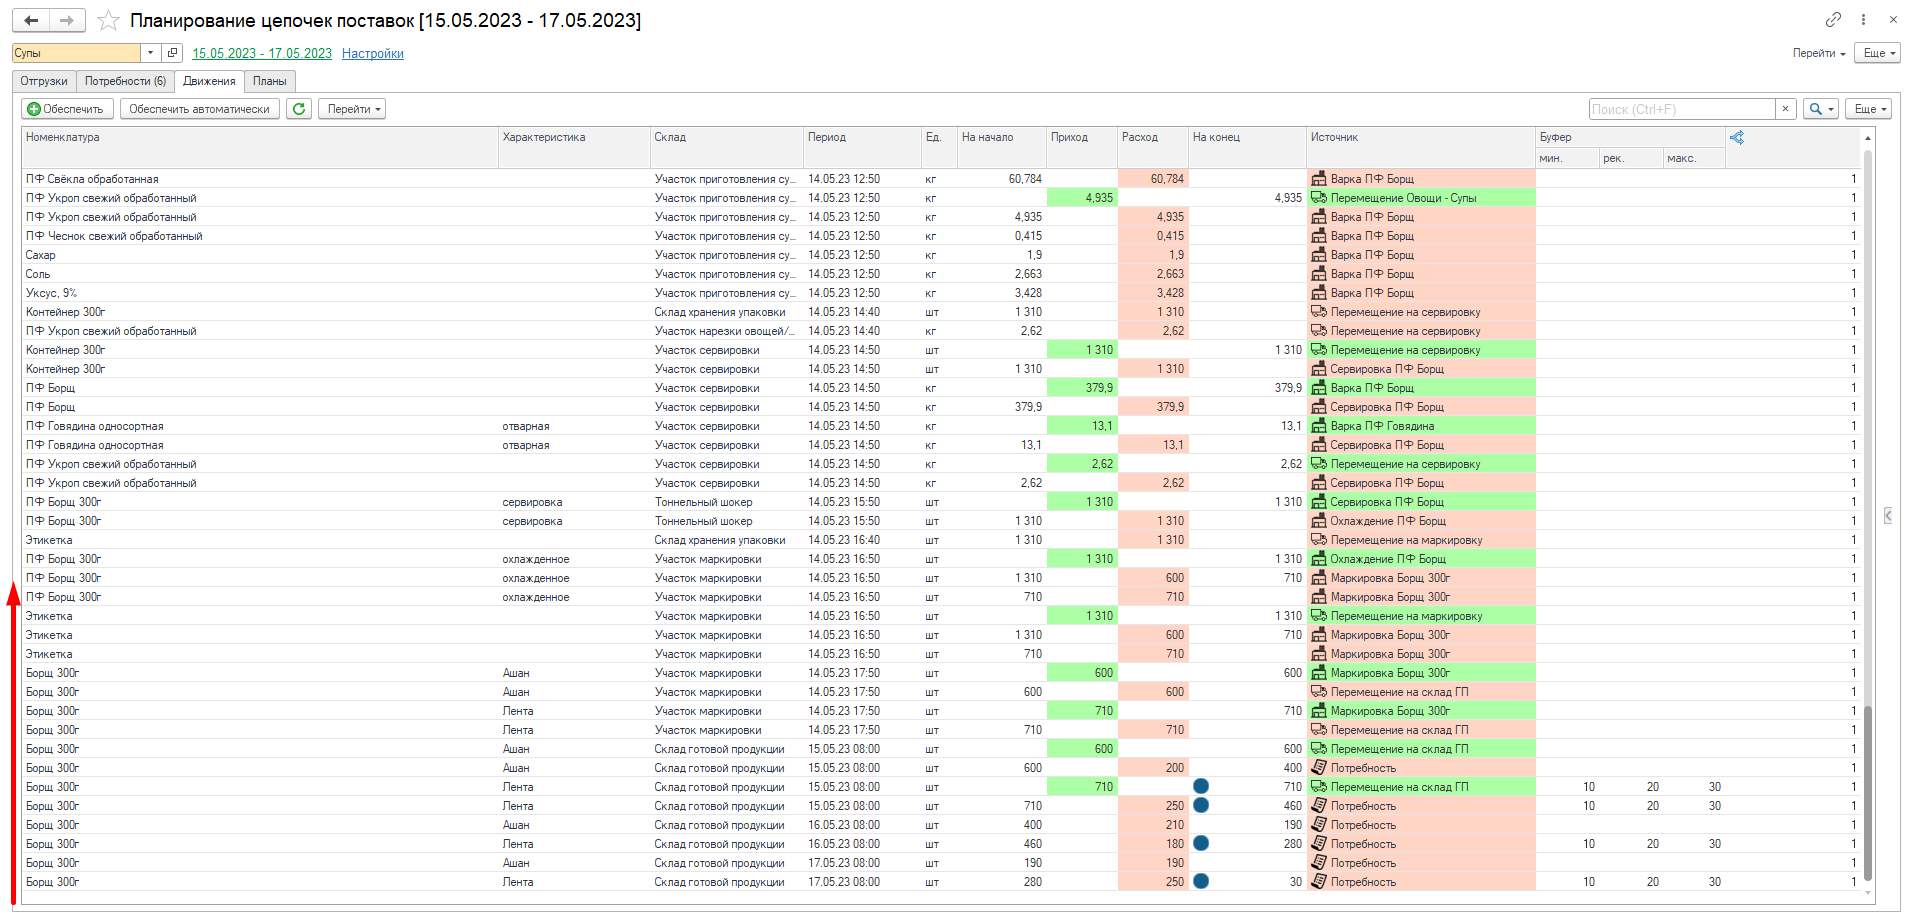 Планирование цепочек поставок [15.05.2023 - 17.05.2023]
Супы 15.05.2023 - 17.05.2023 Настройки Перейти Еще
Отгрузки Потребности (6) Движения Планы
Обеспечить Обеспечить автоматически Перейти Поиск (Ctrl+F) × Еще
Номенклатура Характеристика Склад Период Ед. На начало Приход Расход На конец Источник Буфер
мин. рек. макс.
ПФ Свёкла обработанная Участок приготовления су... 14.05.23 12:50 кг 60,784 60,784 Варка ПФ Борщ 1
ПФ Укроп свежий обработанный Участок приготовления су... 14.05.23 12:50 кг 4,935 4,935 Перемещение Овощи - Супы 1
ПФ Укроп свежий обработанный Участок приготовления су... 14.05.23 12:50 кг 4,935 4,935 Варка ПФ Борщ 1
ПФ Чеснок свежий обработанный Участок приготовления су... 14.05.23 12:50 кг 0,415 0,415 Варка ПФ Борщ 1
Сахар Участок приготовления су... 14.05.23 12:50 кг 1,9 1,9 Варка ПФ Борщ 1
Соль Участок приготовления су... 14.05.23 12:50 кг 2,663 2,663 Варка ПФ Борщ 1
Уксус, 9% Участок приготовления су... 14.05.23 12:50 кг 3,428 3,428 Варка ПФ Борщ 1
Контейнер 300г Склад хранения упаковки 14.05.23 14:40 шт 1 310 1 310 Перемещение на сервировку 1
ПФ Укроп свежий обработанный Участок нарезки овощей/... 14.05.23 14:40 кг 2,62 2,62 Перемещение на сервировку 1
Контейнер 300г Участок сервировки 14.05.23 14:50 шт 1 310 1 310 Перемещение на сервировку 1
Контейнер 300г Участок сервировки 14.05.23 14:50 шт 1 310 1 310 Сервировка ПФ Борщ 1
ПФ Борщ Участок сервировки 14.05.23 14:50 кг 379,9 379,9 Варка ПФ Борщ 1
ПФ Борщ Участок сервировки 14.05.23 14:50 кг 379,9 379,9 Сервировка ПФ Борщ 1
ПФ Говядина односортная отварная Участок сервировки 14.05.23 14:50 кг 13,1 13,1 Варка ПФ Говядина 1
ПФ Говядина односортная отварная Участок сервировки 14.05.23 14:50 кг 13,1 13,1 Сервировка ПФ Борщ 1
ПФ Укроп свежий обработанный Участок сервировки 14.05.23 14:50 кг 2,62 2,62 Перемещение на сервировку 1
ПФ Укроп свежий обработанный Участок сервировки 14.05.23 14:50 кг 2,62 2,62 Сервировка ПФ Борщ 1
ПФ Борщ 300г сервировка Тоннельный шокер 14.05.23 15:50 шт 1 310 1 310 Сервировка ПФ Борщ 1
ПФ Борщ 300г сервировка Тоннельный шокер 14.05.23 15:50 шт 1 310 1 310 Охлаждение ПФ Борщ 1
Этикетка Склад хранения упаковки 14.05.23 16:40 шт 1 310 1 310 Перемещение на маркировку 1
ПФ Борщ 300г охлажденное Участок маркировки 14.05.23 16:50 шт 1 310 1 310 Охлаждение ПФ Борщ 1
ПФ Борщ 300г охлажденное Участок маркировки 14.05.23 16:50 шт 1 310 600 710 Маркировка Борщ 300г 1
ПФ Борщ 300г охлажденное Участок маркировки 14.05.23 16:50 шт 710 710 Маркировка Борщ 300г 1
Этикетка Участок маркировки 14.05.23 16:50 шт 1 310 1 310 Перемещение на маркировку 1
Этикетка Участок маркировки 14.05.23 16:50 шт 1 310 600 710 Маркировка Борщ 300г 1
Этикетка Участок маркировки 14.05.23 16:50 шт 710 710 Маркировка Борщ 300г 1
Борщ 300г Ашан Участок маркировки 14.05.23 17:50 шт 600 600 Маркировка Борщ 300г 1
Борщ 300г Ашан Участок маркировки 14.05.23 17:50 шт 600 600 Перемещение на склад ГП 1
Борщ 300г Лента Участок маркировки 14.05.23 17:50 шт 710 710 Маркировка Борщ 300г 1
Борщ 300г Лента Участок маркировки 14.05.23 17:50 шт 710 710 Перемещение на склад ГП 1
Борщ 300г Ашан Склад готовой продукции 15.05.23 08:00 шт 600 600 Перемещение на склад ГП 1
Борщ 300г Ашан Склад готовой продукции 15.05.23 08:00 шт 600 200 400 Потребность 1
Борщ 300г Лента Склад готовой продукции 15.05.23 08:00 шт 710 710 Перемещение на склад ГП 10 20 30 1
Борщ 300г Лента Склад готовой продукции 15.05.23 08:00 шт 710 250 460 Потребность 10 20 30 1
Борщ 300г Ашан Склад готовой продукции 16.05.23 08:00 шт 400 210 190 Потребность 1
Борщ 300г Лента Склад готовой продукции 16.05.23 08:00 шт 460 180 280 Потребность 10 20 30 1
Борщ 300г Ашан Склад готовой продукции 17.05.23 08:00 шт 190 190 Потребность 1
Борщ 300г Лента Склад готовой продукции 17.05.23 08:00 шт 280 250 30 Потребность 10 20 30 1